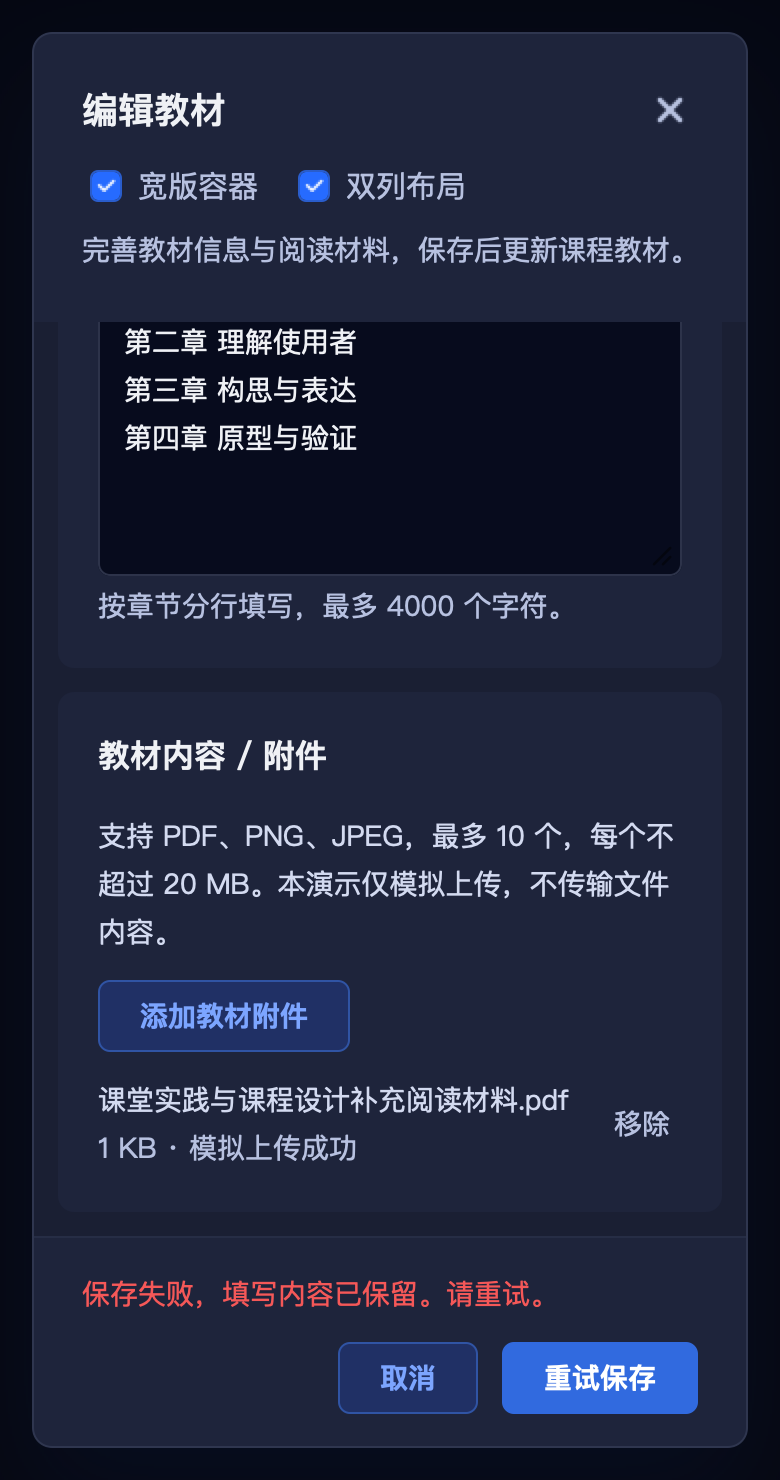 编辑教材
宽版容器 双列布局
完善教材信息与阅读材料，保存后更新课程教材。
第二章 理解使用者
第三章 构思与表达
第四章 原型与验证
按章节分行填写，最多 4000 个字符。
教材内容 / 附件
支持 PDF、PNG、JPEG，最多 10 个，每个不
超过 20 MB。本演示仅模拟上传，不传输文件
内容。
添加教材附件
课堂实践与课程设计补充阅读材料.pdf
1 KB · 模拟上传成功
移除
保存失败，填写内容已保留。请重试。
取消
重试保存